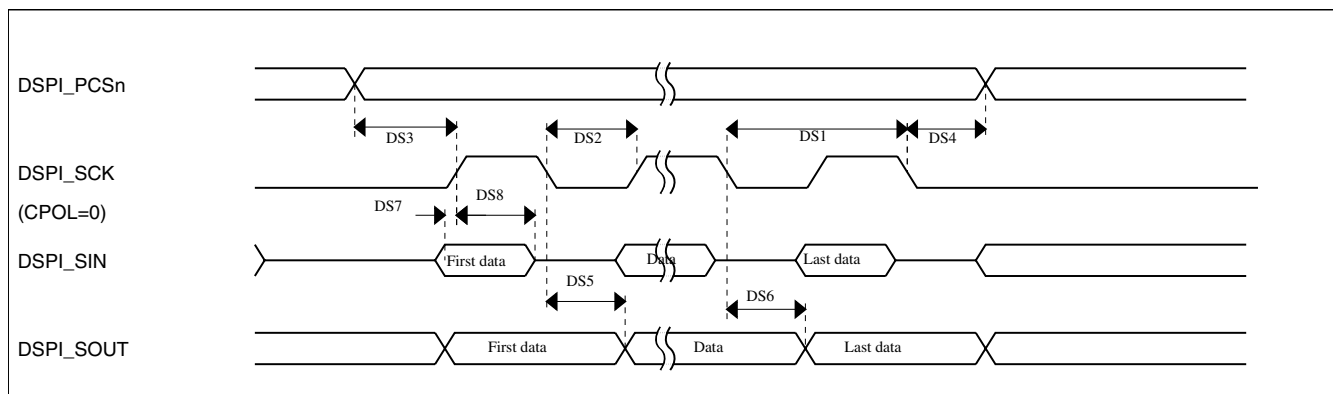 DSPI_PCSn
DS3
DS2
DS1
DS4
DSPI_SCK
(CPOL=0)
DS7
DS8
DSPI_SIN
First data
Data
Last data
DS5
DS6
DSPI_SOUT
First data
Data
Last data